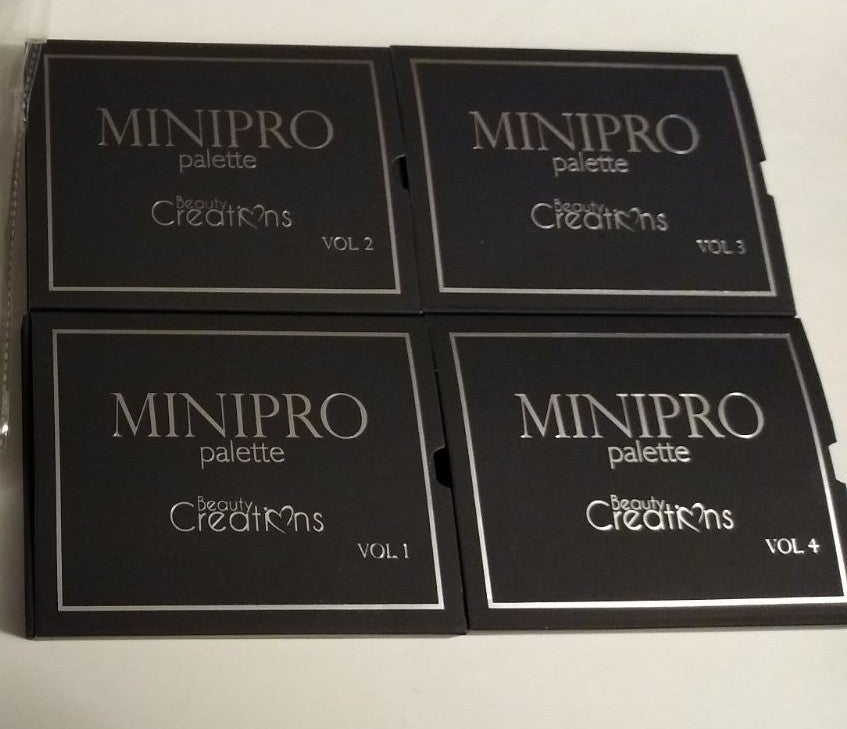 MINIPRO
palette
Beauty
Creations
VOL 2
MINIPRO
palette
Beauty
Creations
VOL 3
MINIPRO
palette
Beauty
Creations
VOL 1
MINIPRO
palette
Beauty
Creations
VOL 4